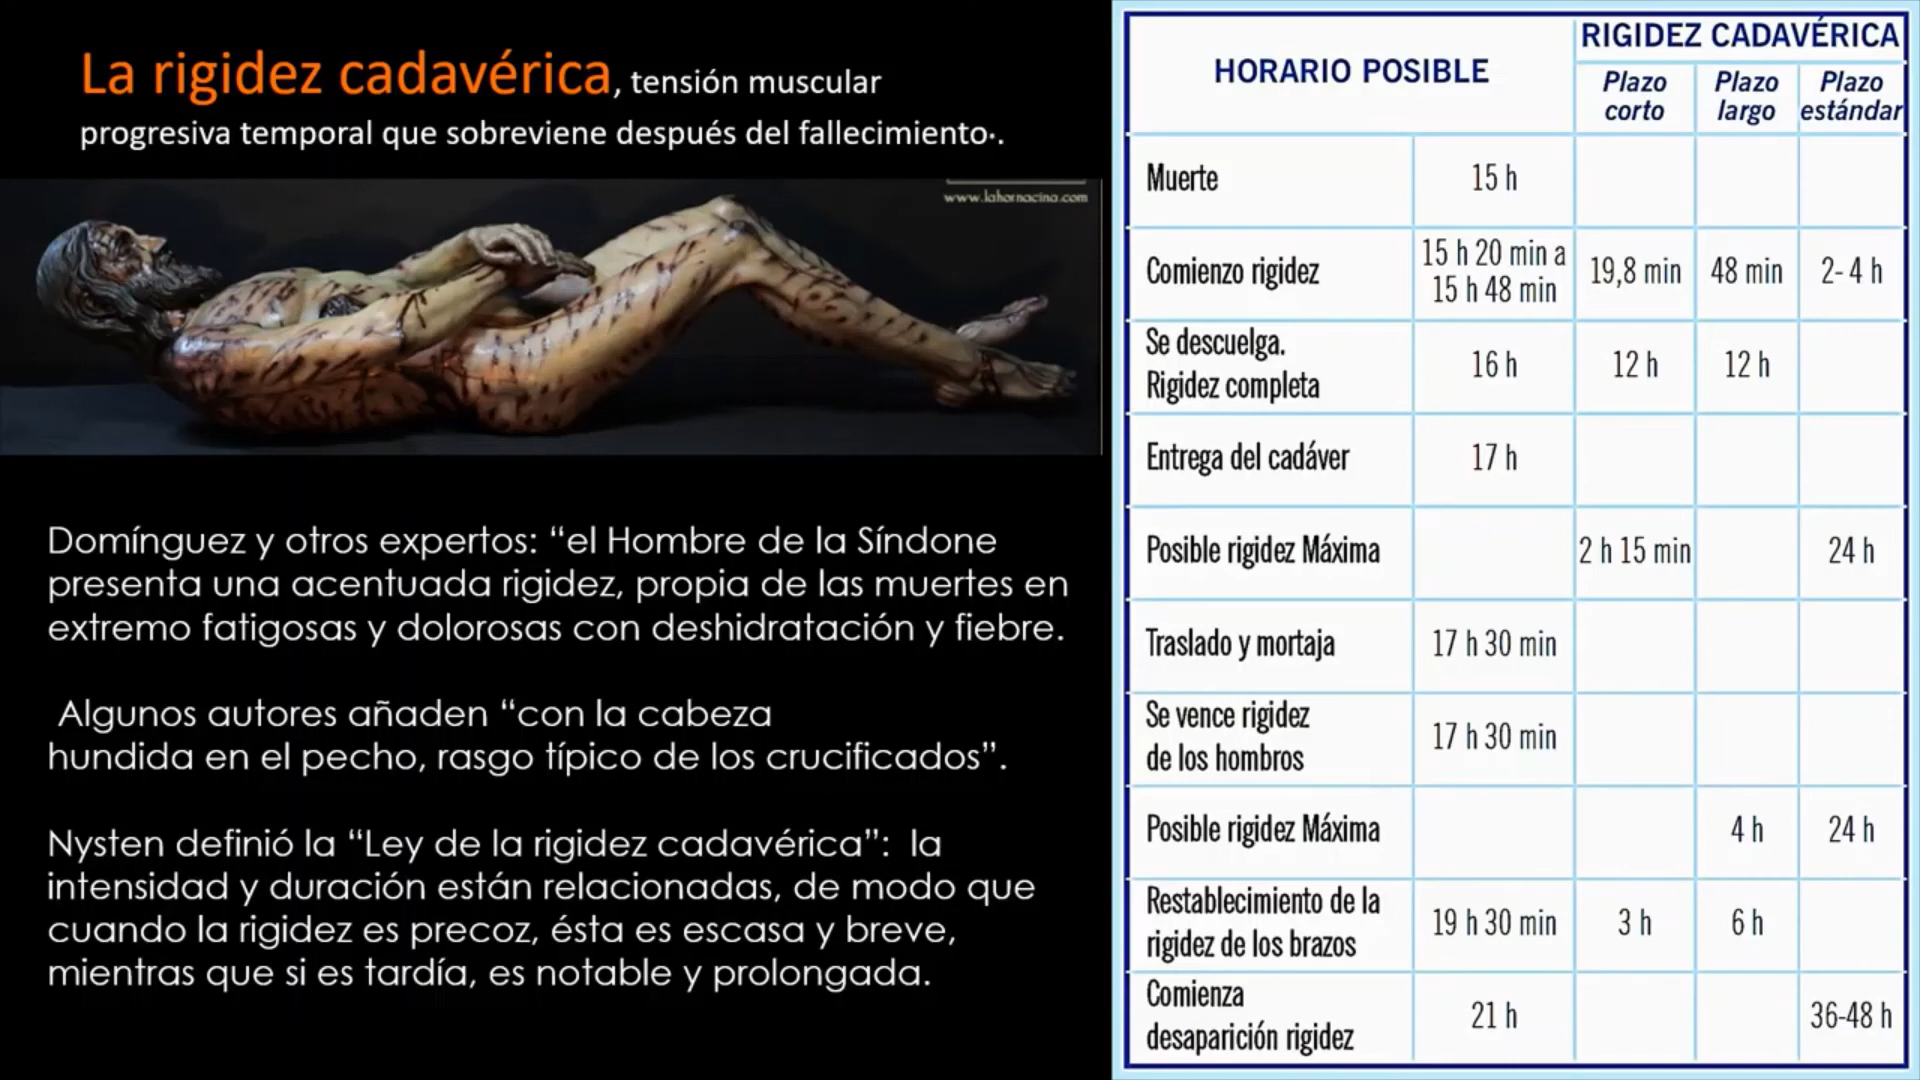 La rigidez cadavérica, tensión muscular
progresiva temporal que sobreviene después del fallecimiento·.
www.lahornacina.com
Domínguez y otros expertos: “el Hombre de la Síndone
presenta una acentuada rigidez, propia de las muertes en
extremo fatigosas y dolorosas con deshidratación y fiebre.
Algunos autores añaden “con la cabeza
hundida en el pecho, rasgo típico de los crucificados”.
Nysten definió la “Ley de la rigidez cadavérica”: la
intensidad y duración están relacionadas, de modo que
cuando la rigidez es precoz, ésta es escasa y breve,
mientras que si es tardía, es notable y prolongada.
HORARIO POSIBLE
RIGIDEZ CADAVÉRICA
Plazo corto
Plazo largo
Plazo estándar
Muerte 15 h
Comienzo rigidez 15 h 20 min a 15 h 48 min 19,8 min 48 min 2- 4 h
Se descuelga.
Rigidez completa 16 h 12 h 12 h
Entrega del cadáver 17 h
Posible rigidez Máxima 2 h 15 min 24 h
Traslado y mortaja 17 h 30 min
Se vence rigidez
de los hombros 17 h 30 min
Posible rigidez Máxima 4 h 24 h
Restablecimiento de la
rigidez de los brazos 19 h 30 min 3 h 6 h
Comienza
desaparición rigidez 21 h 36-48 h